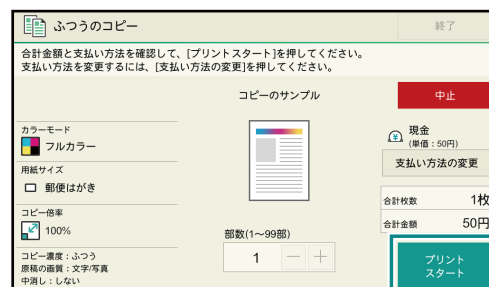 ふつうのコピー
終了
合計金額と支払い方法を確認して、[プリントスタート]を押してください。
支払い方法を変更するには、[支払い方法の変更]を押してください。
コピーのサンプル
中止
カラーモード
フルカラー
現金
(単価：50円)
支払い方法の変更
用紙サイズ
郵便はがき
合計枚数 1枚
コピー倍率
100%
合計金額 50円
部数(1～99部)
1 － ＋
コピー濃度：ふつう
原稿の画質：文字/写真
中消し：しない
プリント
スタート